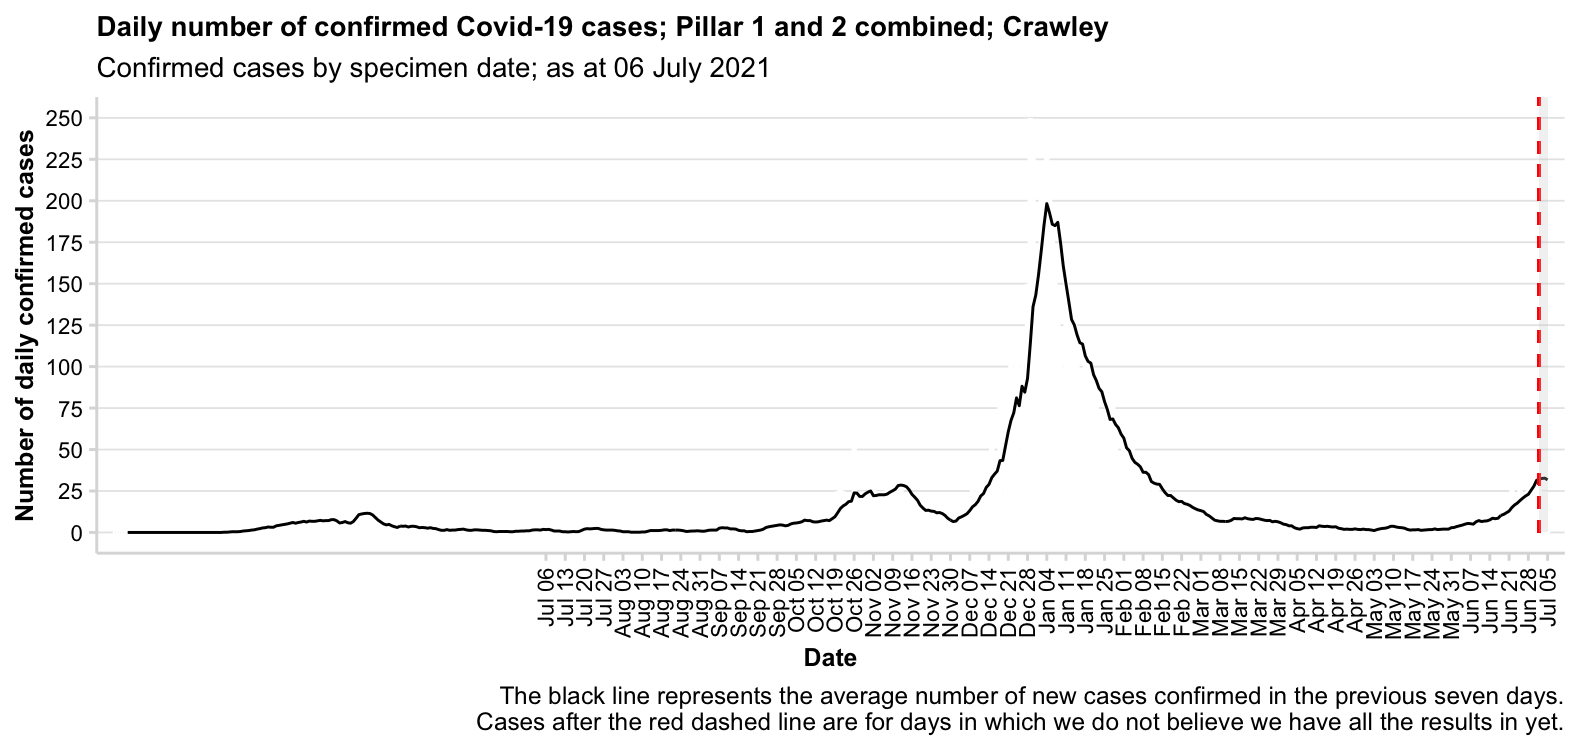 Daily number of confirmed Covid-19 cases; Pillar 1 and 2 combined; Crawley
Confirmed cases by specimen date; as at 06 July 2021
Number of daily confirmed cases
250
225
200
175
150
125
100
75
50
25
0
Jul 06
Jul 13
Jul 20
Jul 27
Aug 03
Aug 10
Aug 17
Aug 24
Aug 31
Sep 07
Sep 14
Sep 21
Sep 28
Oct 05
Oct 12
Oct 19
Oct 26
Nov 02
Nov 09
Nov 16
Nov 23
Nov 30
Dec 07
Dec 14
Dec 21
Dec 28
Jan 04
Jan 11
Jan 18
Jan 25
Feb 01
Feb 08
Feb 15
Feb 22
Mar 01
Mar 08
Mar 15
Mar 22
Mar 29
Apr 05
Apr 12
Apr 19
Apr 26
May 03
May 10
May 17
May 24
May 31
Jun 07
Jun 14
Jun 21
Jun 28
Jul 05
Date
The black line represents the average number of new cases confirmed in the previous seven days.
Cases after the red dashed line are for days in which we do not believe we have all the results in yet.